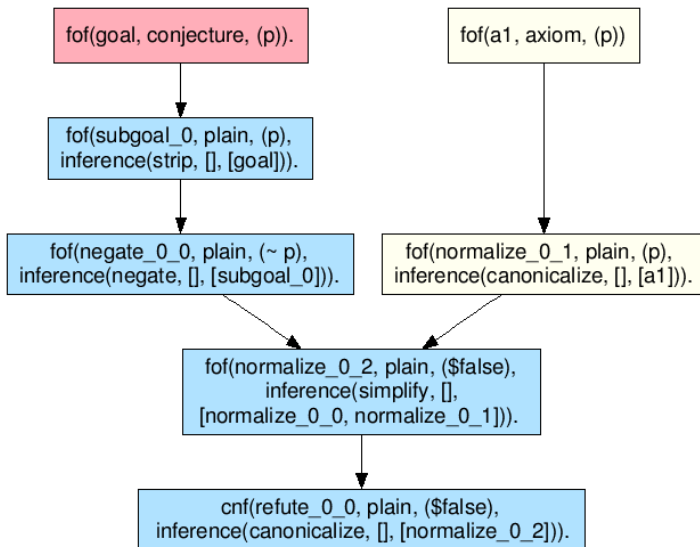 fof(goal, conjecture, (p)).
fof(a1, axiom, (p))
fof(subgoal_0, plain, (p),
inference(strip, [], [goal])).
fof(negate_0_0, plain, (~ p),
inference(negate, [], [subgoal_0])).
fof(normalize_0_1, plain, (p),
inference(canonicalize, [], [a1])).
fof(normalize_0_2, plain, ($false),
inference(simplify, [],
[normalize_0_0, normalize_0_1])).
cnf(refute_0_0, plain, ($false),
inference(canonicalize, [], [normalize_0_2])).